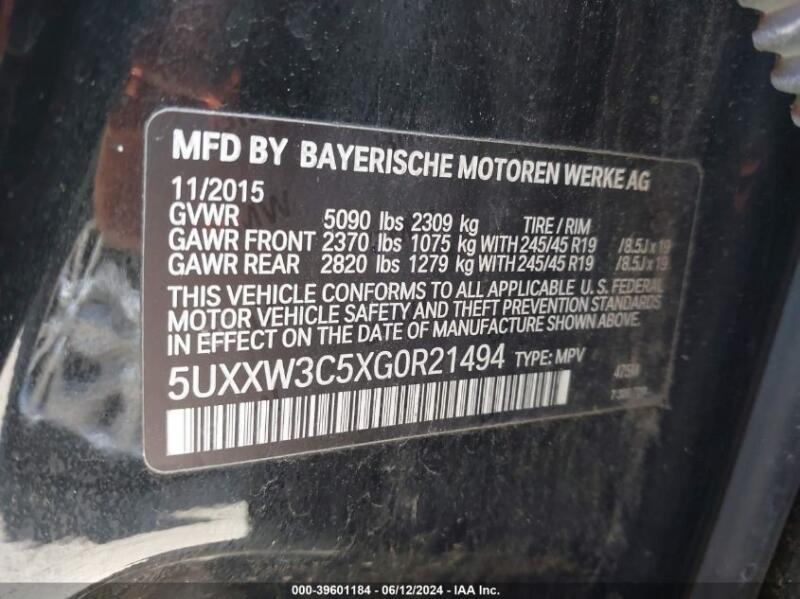 MFD BY BAYERISCHE MOTOREN WERKE AG
11/2015
GVWR 5090 lbs 2309 kg TIRE / RIM
GAWR FRONT 2370 lbs 1075 kg WITH 245/45 R19 /8.5J x 19
GAWR REAR 2820 lbs 1279 kg WITH 245/45 R19 /8.5J x 19
THIS VEHICLE CONFORMS TO ALL APPLICABLE U. S. FEDERAL
MOTOR VEHICLE SAFETY AND THEFT PREVENTION STANDARDS
IN EFFECT ON THE DATE OF MANUFACTURE SHOWN ABOVE.
5UXXW3C5XG0R21494 TYPE: MPV
000-39601184 - 06/12/2024 - IAA Inc.